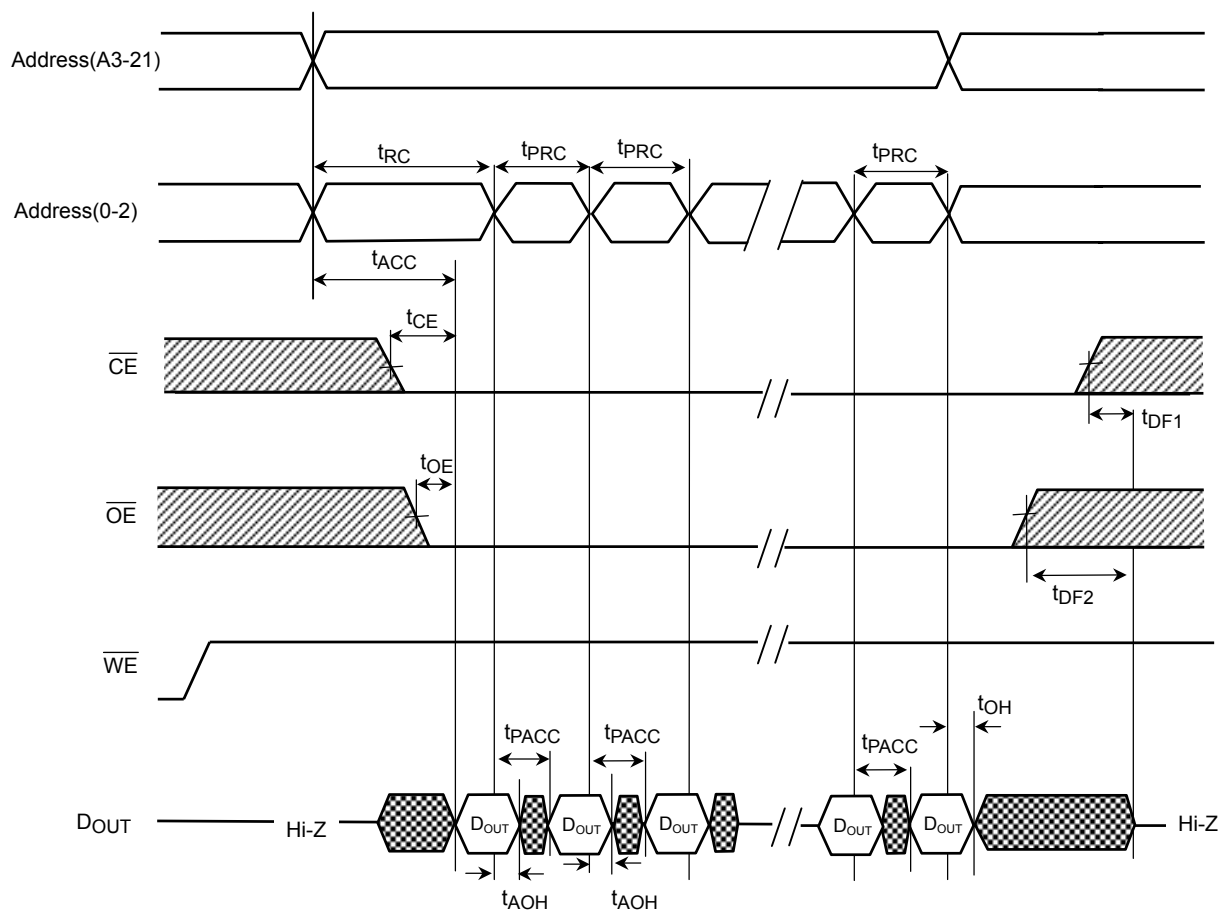 Address(A3-21)
tRC
tPRC
tPRC
tPRC
Address(0-2)
tACC
tCE
CE
tDF1
tOE
OE
tDF2
WE
tOH
tPACC
tPACC
tPACC
DOUT
Hi-Z
DOUT
DOUT
DOUT
DOUT
DOUT
Hi-Z
tAOH
tAOH